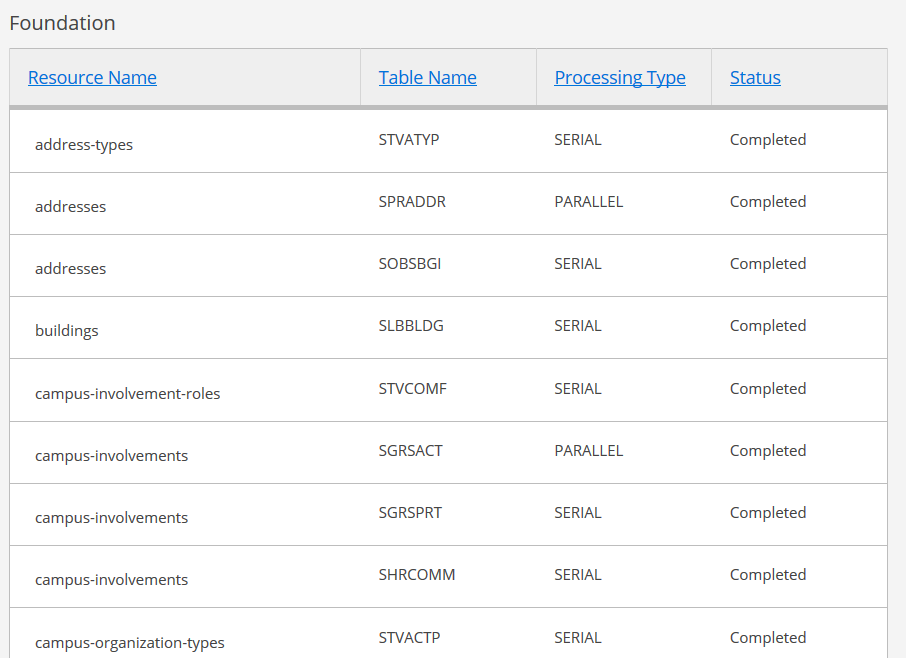 Foundation
Resource Name Table Name Processing Type Status
address-types STVATYP SERIAL Completed
addresses SPRADDR PARALLEL Completed
addresses SOBSBGI SERIAL Completed
buildings SLBBLDG SERIAL Completed
campus-involvement-roles STVCOMF SERIAL Completed
campus-involvements SGRSACT PARALLEL Completed
campus-involvements SGRSPRT SERIAL Completed
campus-involvements SHRCOMM SERIAL Completed
campus-organization-types STVACTP SERIAL Completed